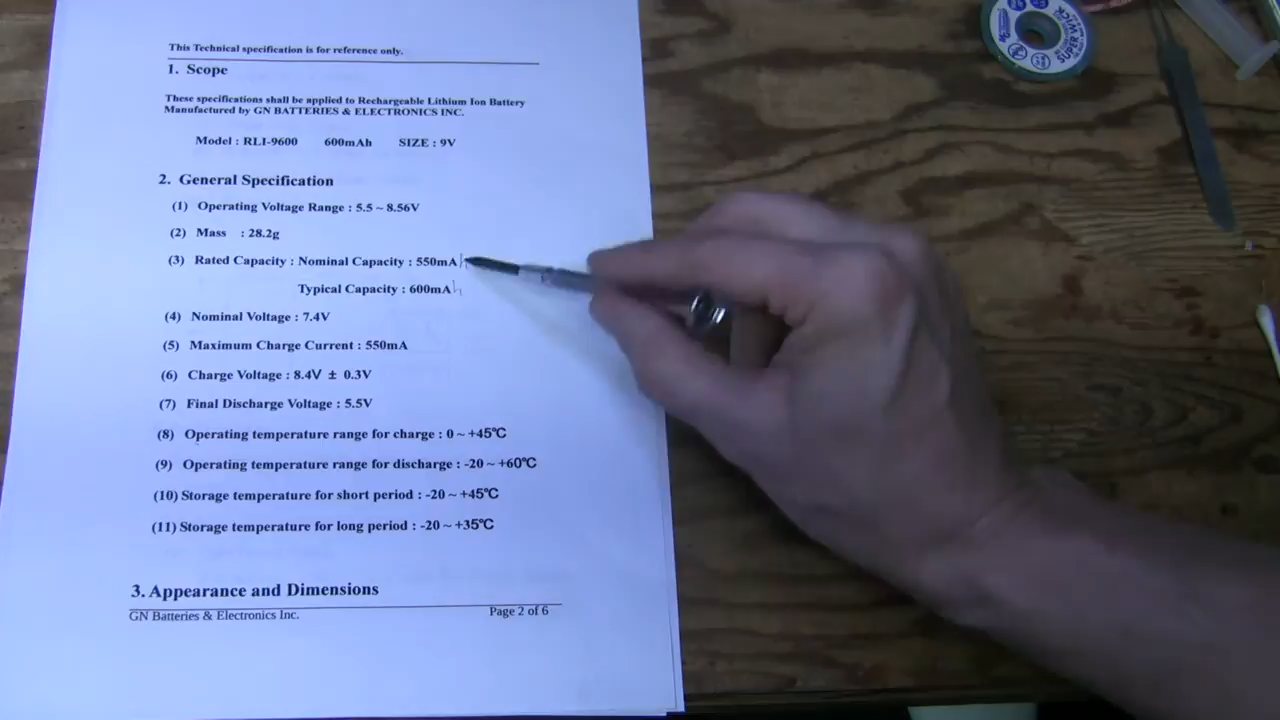 This Technical specification is for reference only.
1. Scope
These specifications shall be applied to Rechargeable Lithium Ion Battery
Manufactured by GN BATTERIES & ELECTRONICS INC.
Model : RLI-9600 600mAh SIZE : 9V
2. General Specification
(1) Operating Voltage Range : 5.5 ~ 8.56V
(2) Mass : 28.2g
(3) Rated Capacity : Nominal Capacity : 550mAh
Typical Capacity : 600mAh
(4) Nominal Voltage : 7.4V
(5) Maximum Charge Current : 550mA
(6) Charge Voltage : 8.4V ± 0.3V
(7) Final Discharge Voltage : 5.5V
(8) Operating temperature range for charge : 0 ~ +45℃
(9) Operating temperature range for discharge : -20 ~ +60℃
(10) Storage temperature for short period : -20 ~ +45℃
(11) Storage temperature for long period : -20 ~ +35℃
3. Appearance and Dimensions
GN Batteries & Electronics Inc. Page 2 of 6
SUPER WICK